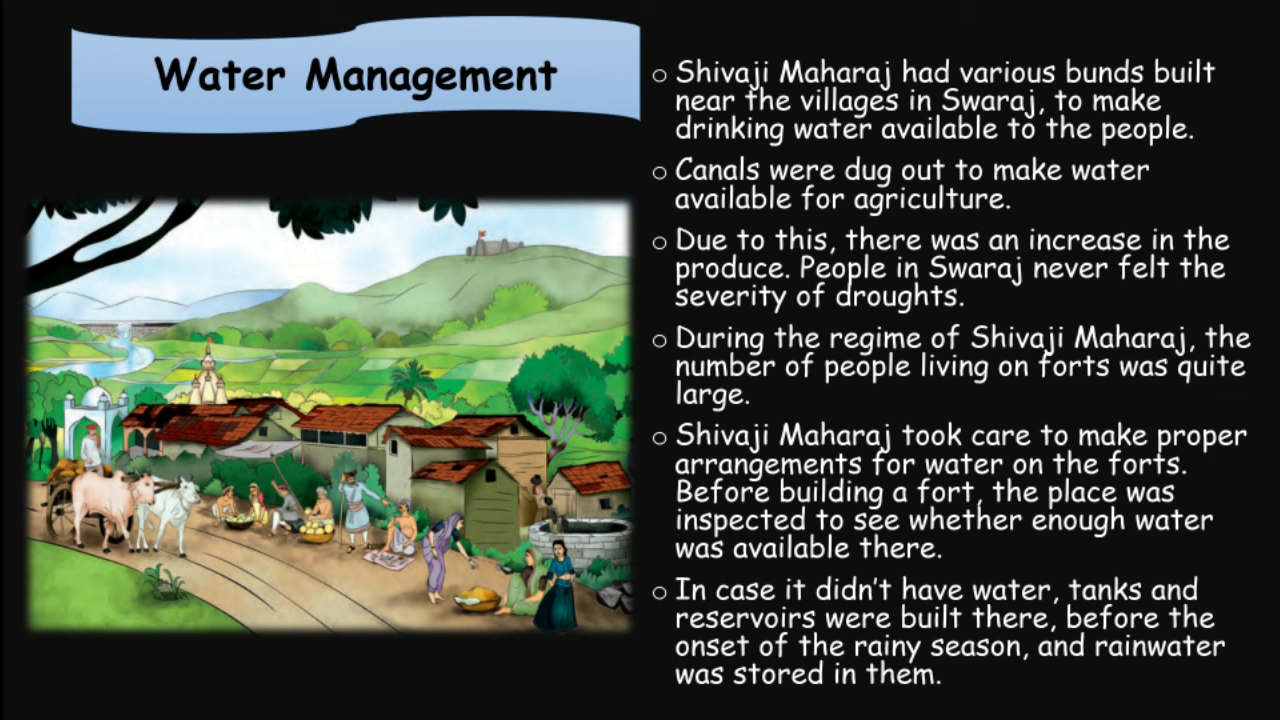 Water Management
○ Shivaji Maharaj had various bunds built
near the villages in Swaraj, to make
drinking water available to the people.
○ Canals were dug out to make water
available for agriculture.
○ Due to this, there was an increase in the
produce. People in Swaraj never felt the
severity of droughts.
○ During the regime of Shivaji Maharaj, the
number of people living on forts was quite
large.
○ Shivaji Maharaj took care to make proper
arrangements for water on the forts.
Before building a fort, the place was
inspected to see whether enough water
was available there.
○ In case it didn’t have water, tanks and
reservoirs were built there, before the
onset of the rainy season, and rainwater
was stored in them.